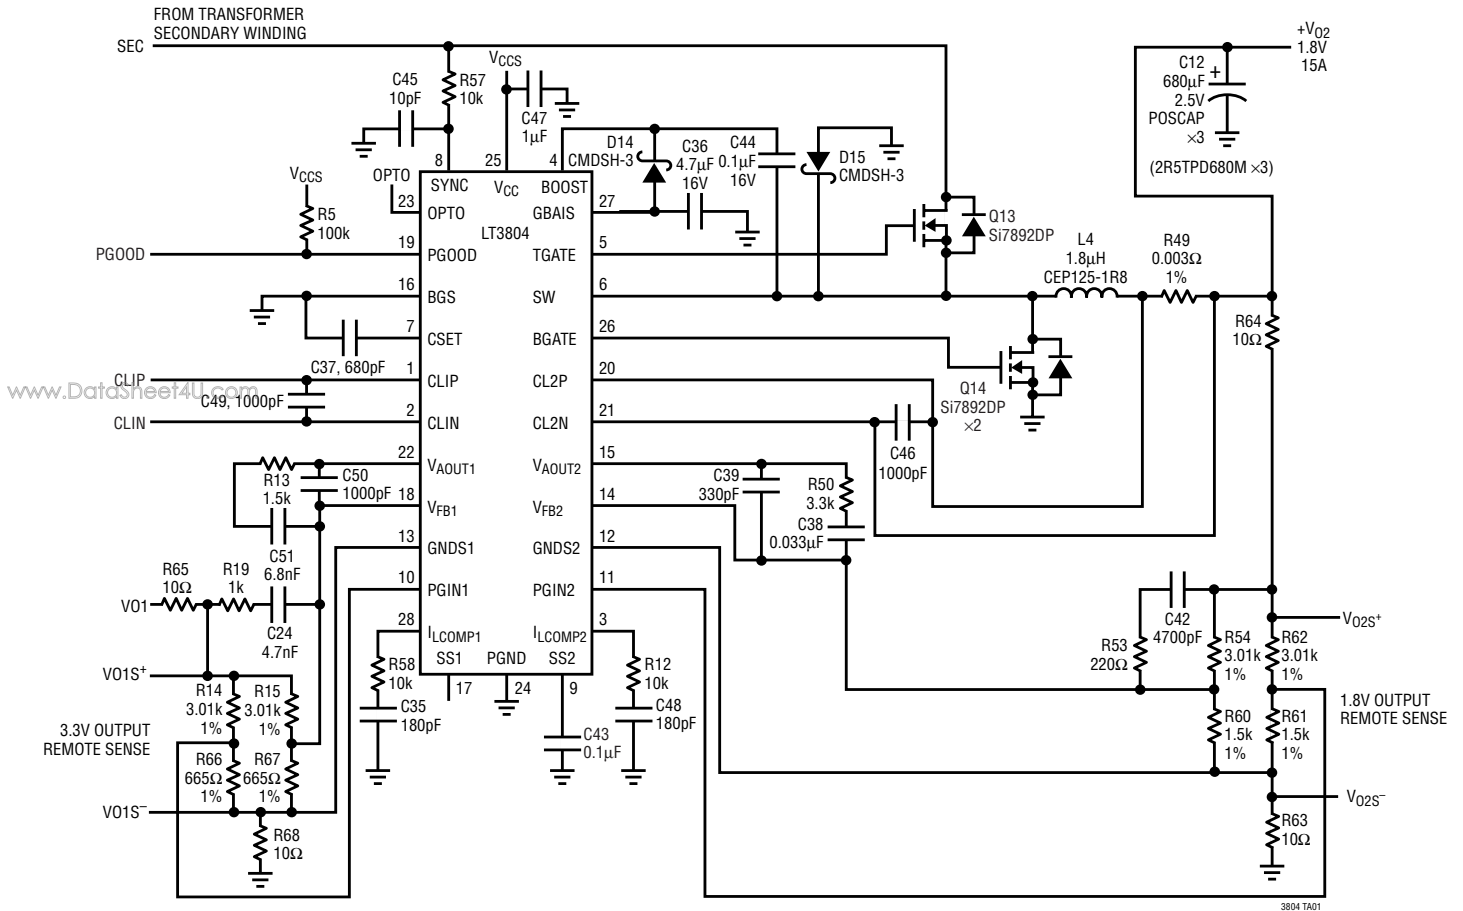 FROM TRANSFORMER
SECONDARY WINDING
SEC
+VO2
1.8V
15A
C12
680µF
2.5V
POSCAP
×3
(2R5TPD680M ×3)
VCCS
C47
1µF
C45
10pF
R57
10k
8
25
4
SYNC
VCC
BOOST
D14
CMDSH-3
C36
4.7µF
16V
C44
0.1µF
16V
D15
CMDSH-3
VCCS
R5
100k
OPTO
23
OPTO
LT3804
GBAIS
27
Q13
Si7892DP
PGOOD
19
PGOOD
TGATE
5
L4
1.8µH
CEP125-1R8
R49
0.003Ω
1%
16
BGS
SW
6
R64
10Ω
7
CSET
BGATE
26
C37, 680pF
Q14
Si7892DP
×2
CLIP
1
CLIP
CL2P
20
www.DataSheet4U.com
C49, 1000pF
CLIN
2
CLIN
CL2N
21
C46
1000pF
22
VAOUT1
VAOUT2
15
R13
1.5k
C50
1000pF
C39
330pF
R50
3.3k
18
VFB1
VFB2
14
C38
0.033µF
C51
6.8nF
13
GNDS1
GNDS2
12
R65
10Ω
R19
1k
10
PGIN1
PGIN2
11
VO1
C24
4.7nF
28
ILCOMP1
ILCOMP2
3
C42
4700pF
R53
220Ω
R54
3.01k
1%
R62
3.01k
1%
VO2S+
SS1
PGND
SS2
17
24
9
R58
10k
C35
180pF
R12
10k
C48
180pF
C43
0.1µF
VO1S+
R14
3.01k
1%
R15
3.01k
1%
3.3V OUTPUT
REMOTE SENSE
R66
665Ω
1%
R67
665Ω
1%
R60
1.5k
1%
R61
1.5k
1%
1.8V OUTPUT
REMOTE SENSE
VO1S−
VO2S−
R68
10Ω
R63
10Ω
3804 TA01